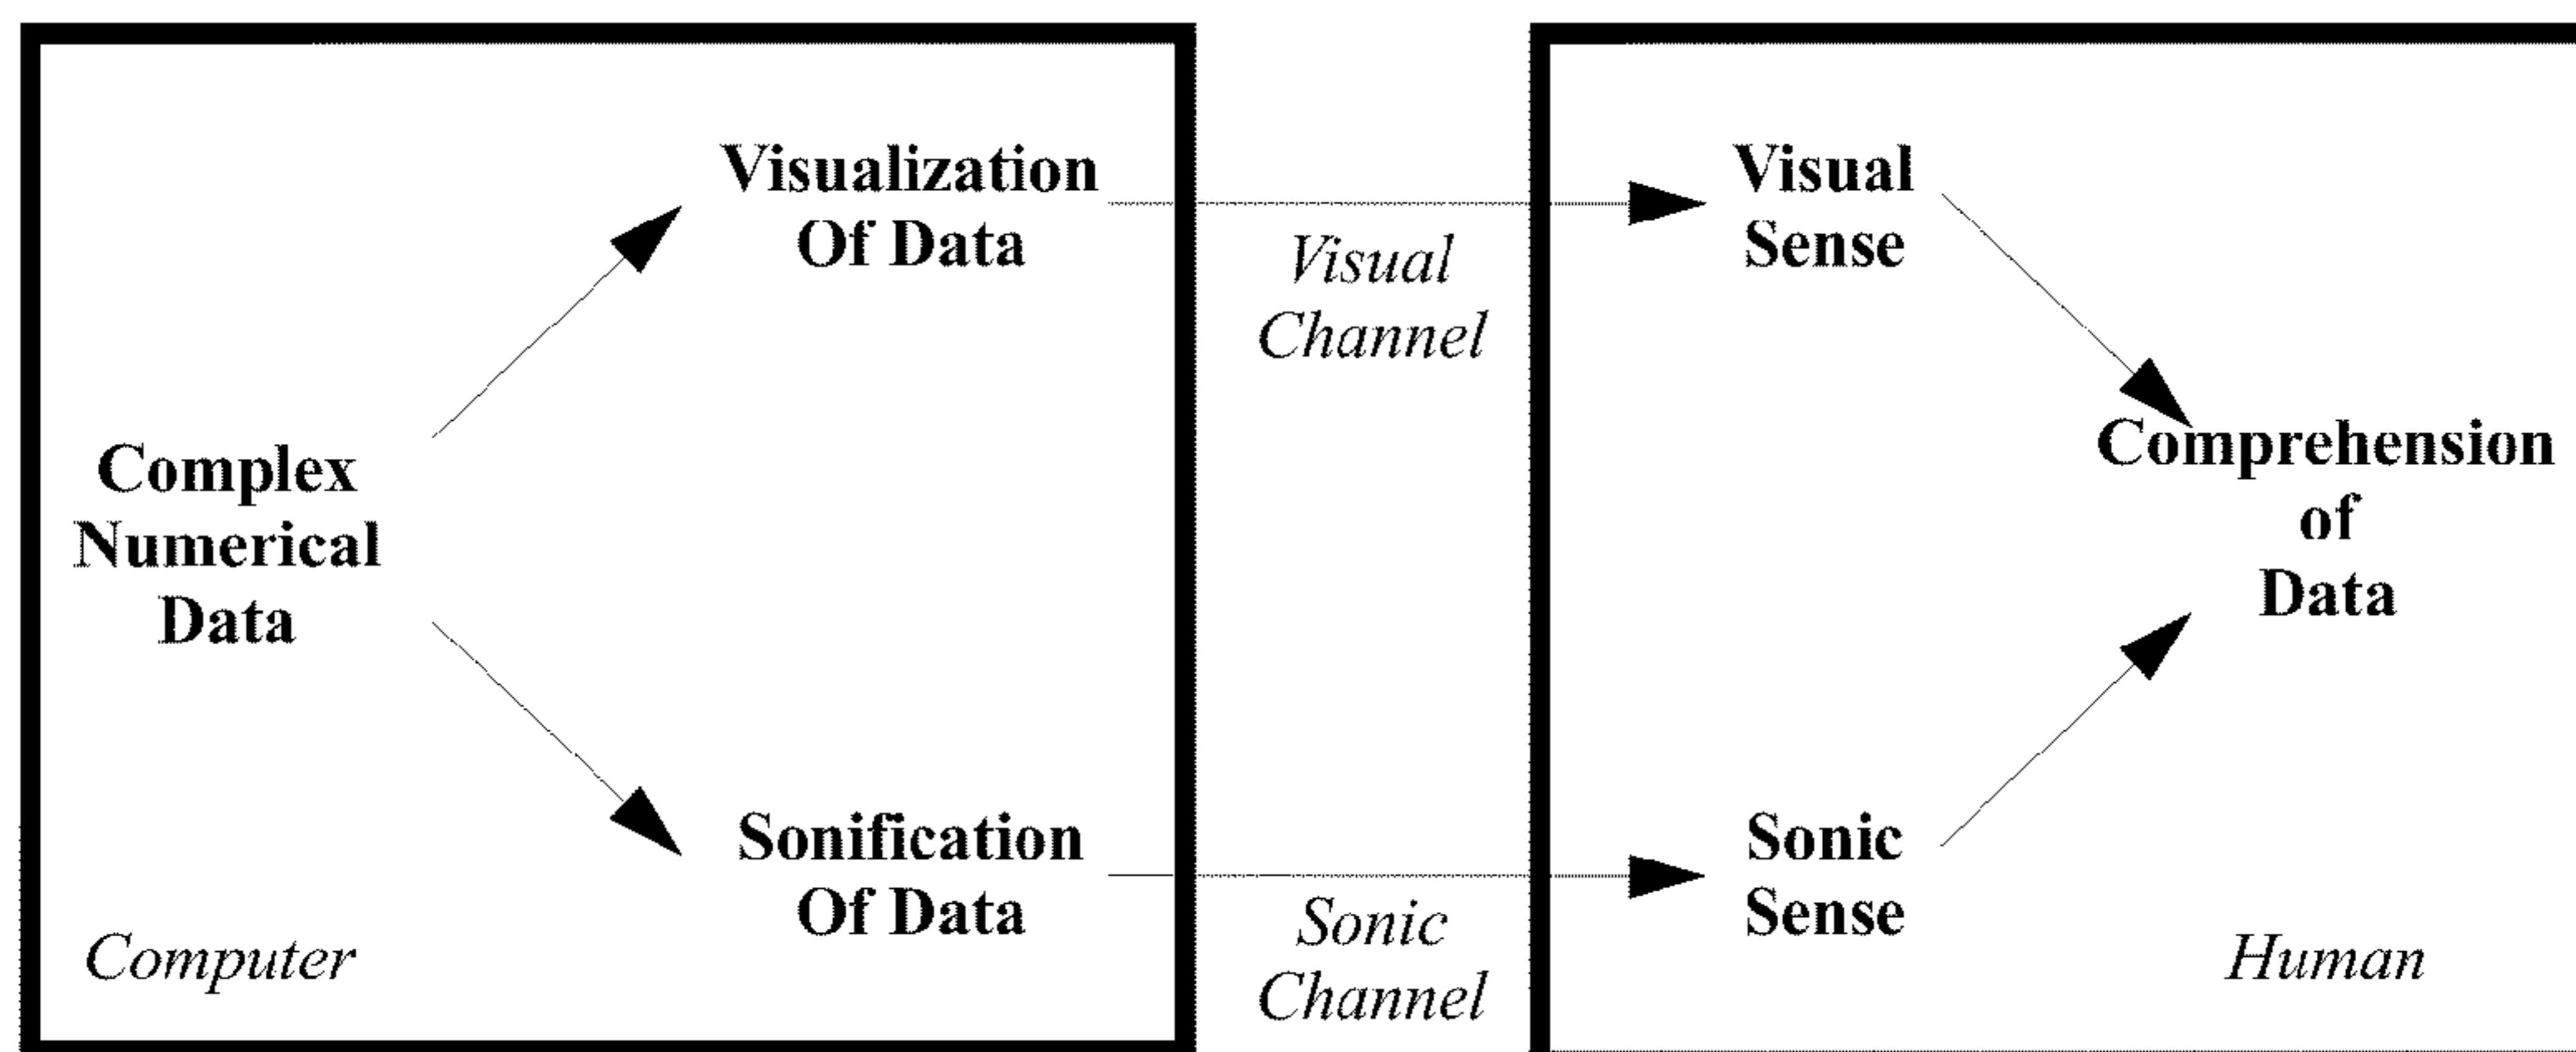 Visualization
Of Data
Visual
Channel
Visual
Sense
Complex
Numerical
Data
Comprehension
of
Data
Sonification
Of Data
Sonic
Channel
Sonic
Sense
Computer
Human